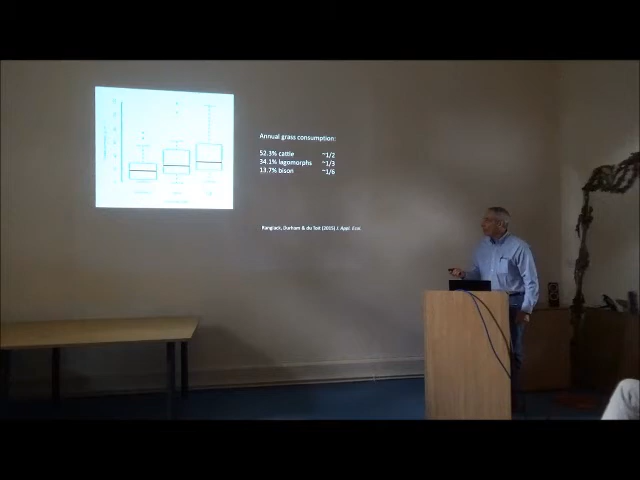 Annual grass consumption:
52.3% cattle ~1/2
34.1% lagomorphs ~1/3
13.7% bison ~1/6
Ranglack, Durham & du Toit (2015) J. Appl. Ecol.